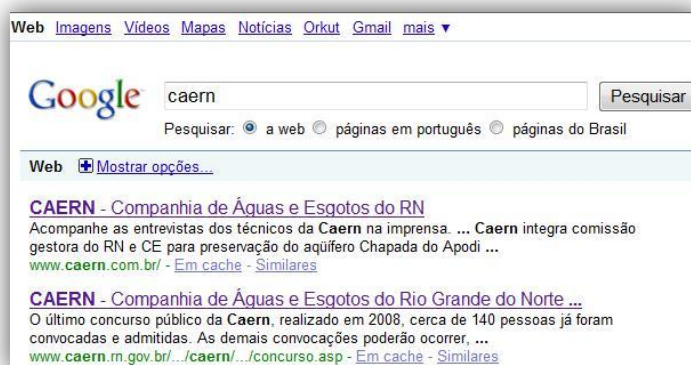 Web Imagens Vídeos Mapas Notícias Orkut Gmail mais ▼
Google caern Pesquisar
Pesquisar: a web páginas em português páginas do Brasil
Web Mostrar opções...
CAERN - Companhia de Águas e Esgotos do RN
Acompanhe as entrevistas dos técnicos da Caern na imprensa. ... Caern integra comissão
gestora do RN e CE para preservação do aqüífero Chapada do Apodi ...
www.caern.com.br/ - Em cache - Similares
CAERN - Companhia de Águas e Esgotos do Rio Grande do Norte ...
O último concurso público da Caern, realizado em 2008, cerca de 140 pessoas já foram
convocadas e admitidas. As demais convocações poderão ocorrer, ...
www.caern.rn.gov.br/.../caern/.../concurso.asp - Em cache - Similares